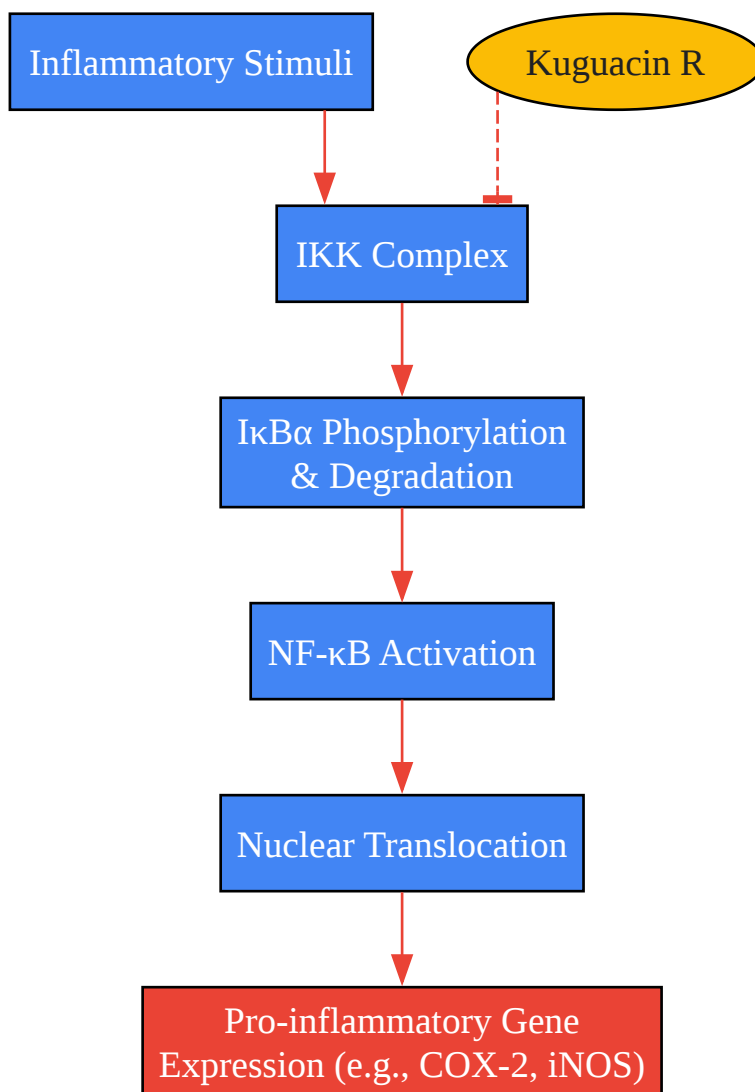 Inflammatory Stimuli
Kuguacin R
IKK Complex
IκBα Phosphorylation
& Degradation
NF-κB Activation
Nuclear Translocation
Pro-inflammatory Gene
Expression (e.g., COX-2, iNOS)